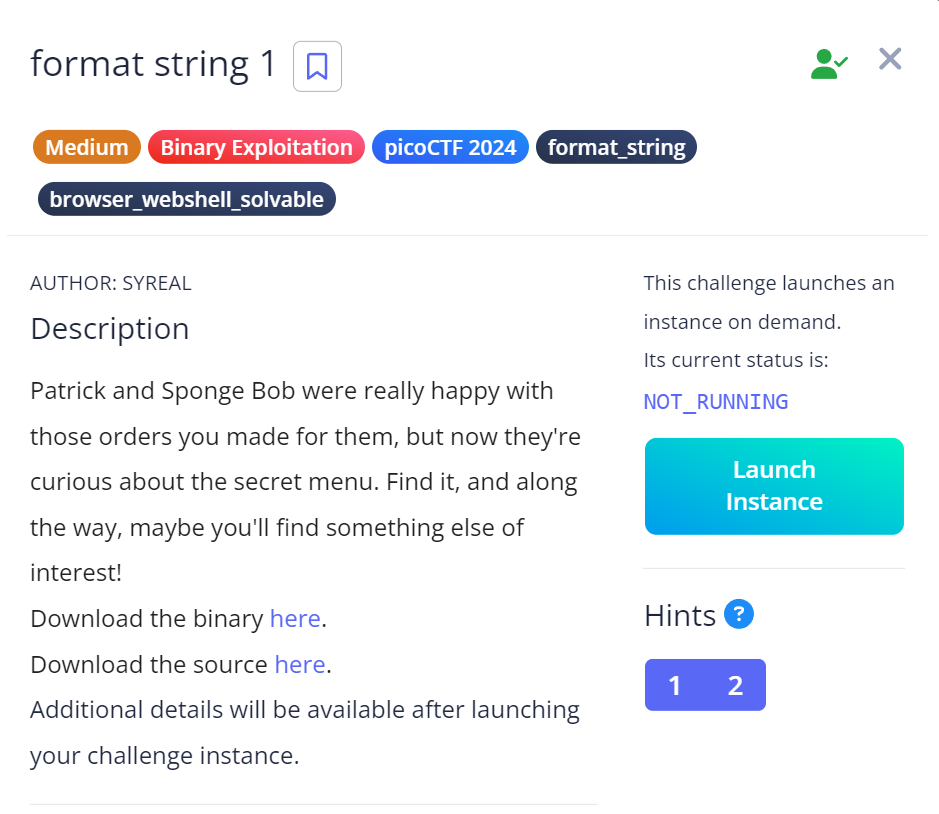 format string 1
Medium Binary Exploitation picoCTF 2024 format_string
browser_webshell_solvable
AUTHOR: SYREAL
Description
Patrick and Sponge Bob were really happy with
those orders you made for them, but now they're
curious about the secret menu. Find it, and along
the way, maybe you'll find something else of
interest!
Download the binary here.
Download the source here.
Additional details will be available after launching
your challenge instance.
This challenge launches an
instance on demand.
Its current status is:
NOT_RUNNING
Launch
Instance
Hints ?
1 2